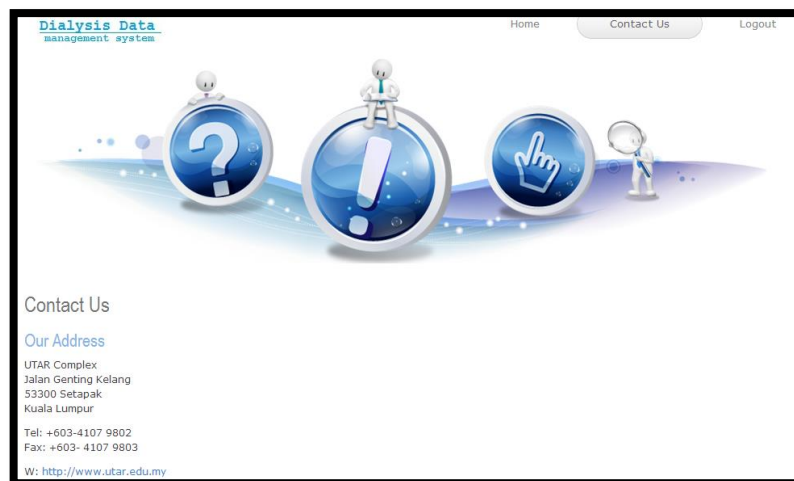 Dialysis Data
management system
Home Contact Us Logout
Contact Us
Our Address
UTAR Complex
Jalan Genting Kelang
53300 Setapak
Kuala Lumpur
Tel: +603-4107 9802
Fax: +603- 4107 9803
W: http://www.utar.edu.my